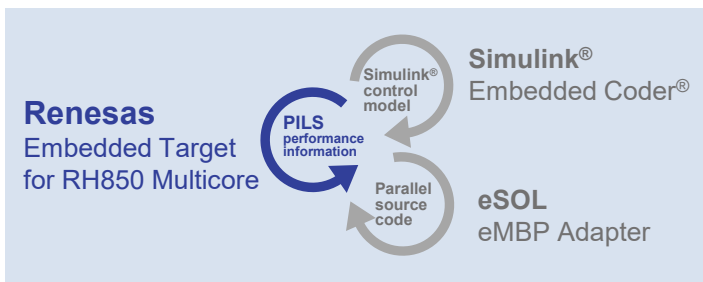 Renesas
Embedded Target
for RH850 Multicore
PILS
performance
information
Simulink®
control
model
Simulink®
Embedded Coder®
Parallel
source
code
eSOL
eMBP Adapter